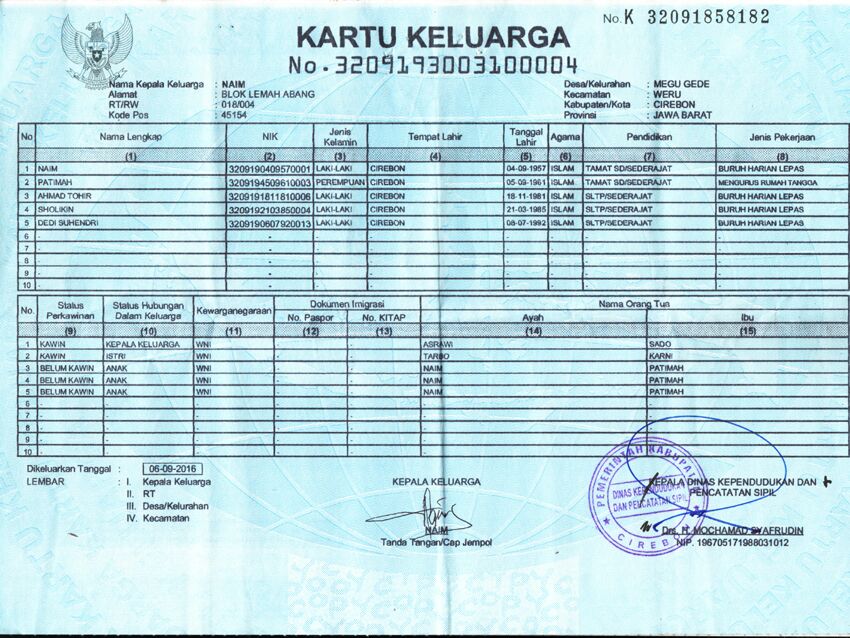 No. K 32091858182
KARTU KELUARGA
No. 3209193003100004
Nama Kepala Keluarga : NAIM
Alamat : BLOK LEMAH ABANG
RT/RW : 018/004
Kode Pos : 45154
Desa/Kelurahan : MEGU GEDE
Kecamatan : WERU
Kabupaten/Kota : CIREBON
Provinsi : JAWA BARAT
No Nama Lengkap NIK Jenis Kelamin Tempat Lahir Tanggal Lahir Agama Pendidikan Jenis Pekerjaan
(1) (2) (3) (4) (5) (6) (7) (8)
1 NAIM 3209190409570001 LAKI-LAKI CIREBON 04-09-1957 ISLAM TAMAT SD/SEDERAJAT BURUH HARIAN LEPAS
2 PATIMAH 3209194509610003 PEREMPUAN CIREBON 05-09-1961 ISLAM TAMAT SD/SEDERAJAT MENGURUS RUMAH TANGGA
3 AHMAD TOHIR 3209191811810006 LAKI-LAKI CIREBON 18-11-1981 ISLAM SLTP/SEDERAJAT BURUH HARIAN LEPAS
4 SHOLIKIN 3209192103850004 LAKI-LAKI CIREBON 21-03-1985 ISLAM SLTP/SEDERAJAT BURUH HARIAN LEPAS
5 DEDI SUHENDRI 3209190807920013 LAKI-LAKI CIREBON 08-07-1992 ISLAM SLTP/SEDERAJAT BURUH HARIAN LEPAS
6 - - - - - - - -
7 - - - - - - - -
8 - - - - - - - -
9 - - - - - - - -
10 - - - - - - - -
No. Status Perkawinan Status Hubungan Dalam Keluarga Kewarganegaraan Dokumen Imigrasi Nama Orang Tua
No. Paspor No. KITAP Ayah Ibu
(9) (10) (11) (12) (13) (14) (15)
1 KAWIN KEPALA KELUARGA WNI - - ASRAWI SADO
2 KAWIN ISTRI WNI - - TARBO KARNI
3 BELUM KAWIN ANAK WNI - - NAIM PATIMAH
4 BELUM KAWIN ANAK WNI - - NAIM PATIMAH
5 BELUM KAWIN ANAK WNI - - NAIM PATIMAH
6 - - - - - - -
7 - - - - - - -
8 - - - - - - -
9 - - - - - - -
10 - - - - - - -
Dikeluarkan Tanggal : 06-09-2016
LEMBAR : I. Kepala Keluarga
II. RT
III. Desa/Kelurahan
IV. Kecamatan
KEPALA KELUARGA
NAIM
Tanda Tangan/Cap Jempol
KEPALA DINAS KEPENDUDUKAN DAN
PENCATATAN SIPIL
Drs. H. MOCHAMAD SYAFRUDIN
NIP. 196705171988031012
PEMERINTAH KABUPATEN
DINAS KEPENDUDUKAN
DAN PENCATATAN SIPIL
CIREBON